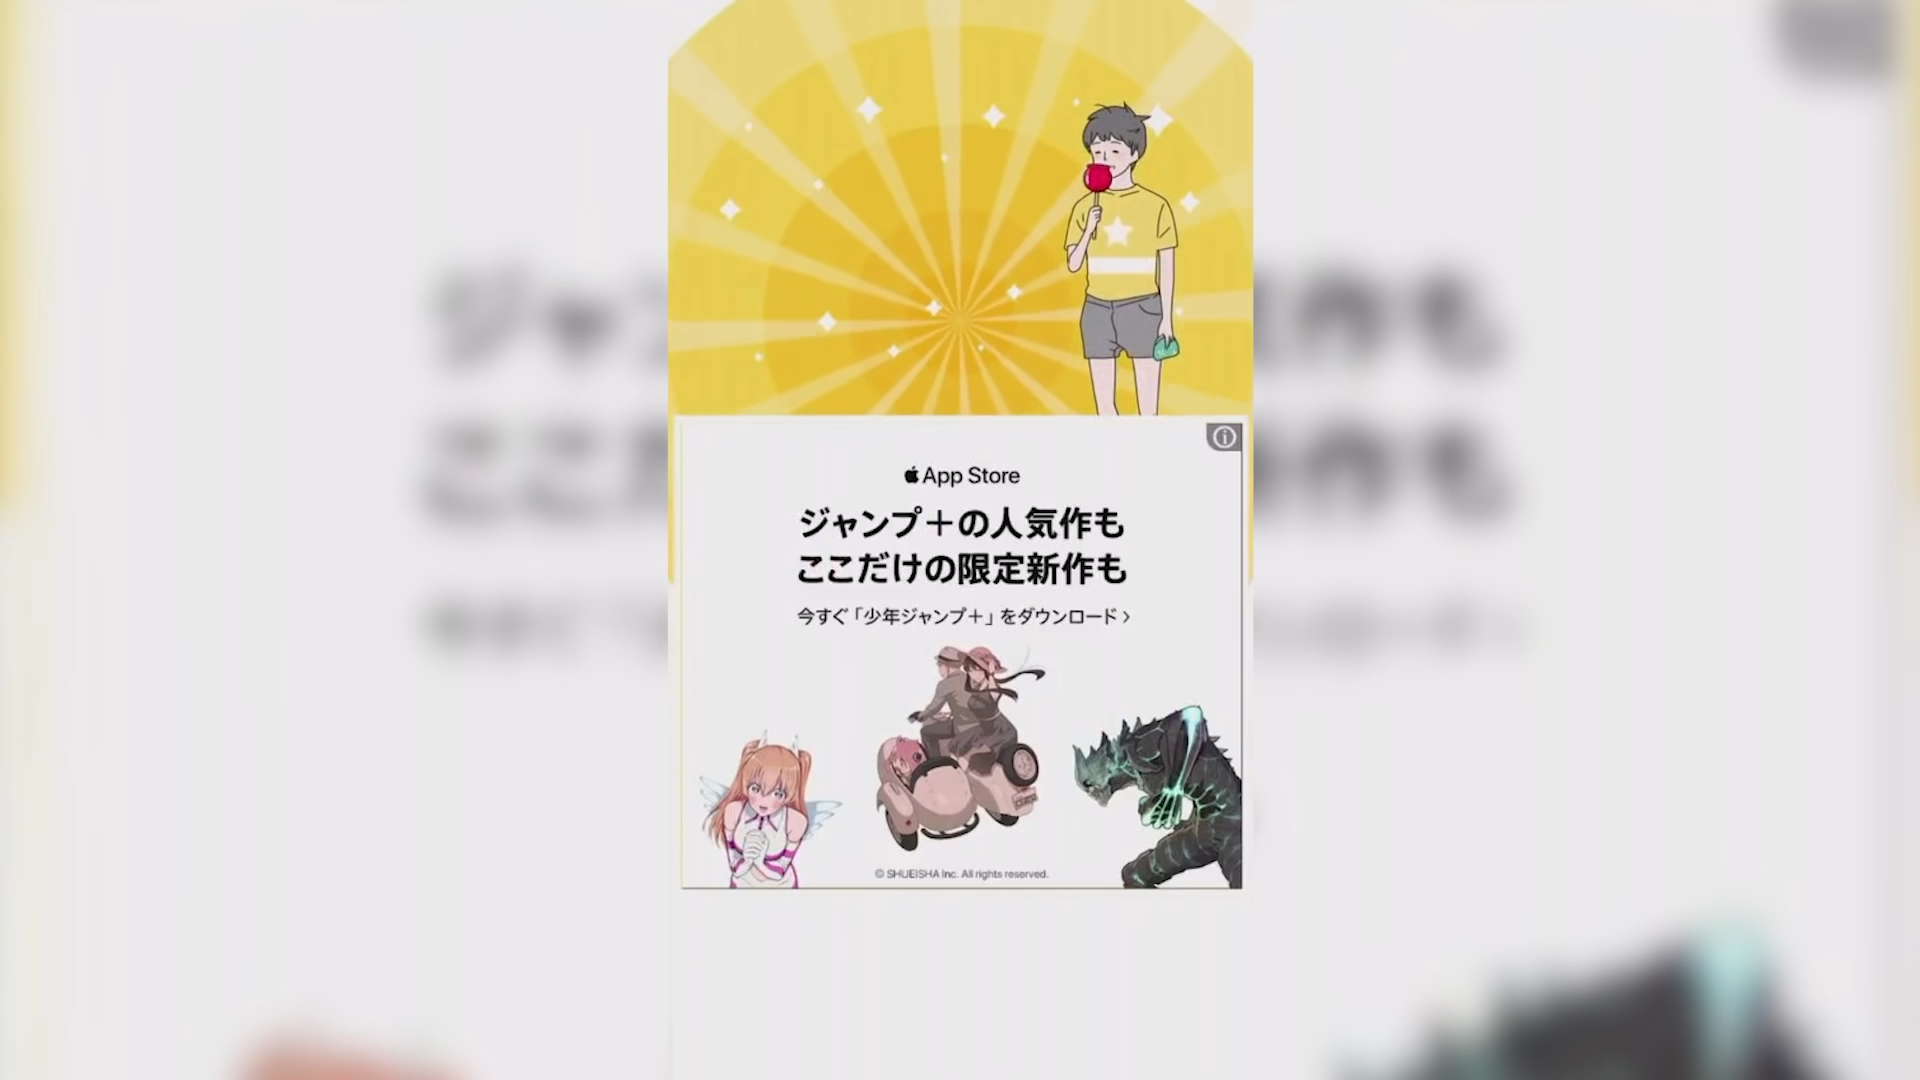 App Store
ジャンプ＋の人気作も
ここだけの限定新作も
今すぐ「少年ジャンプ＋」をダウンロード›
© SHUEISHA Inc. All rights reserved.